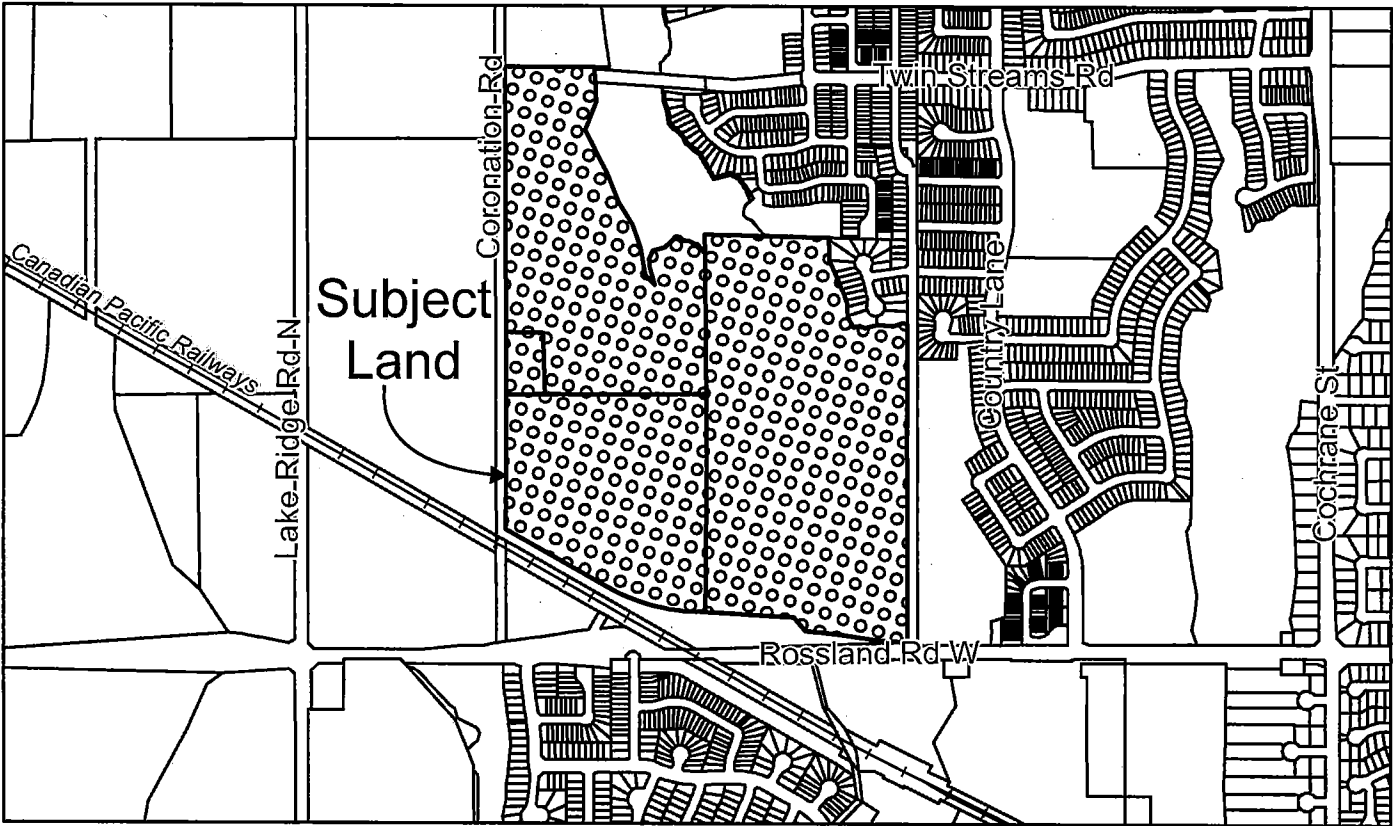 Twin Streams Rd
Coronation Rd
Canadian Pacific Railways
Subject
Land
Country Lane
Lake Ridge Rd N
Cochrane St
Rossland Rd W